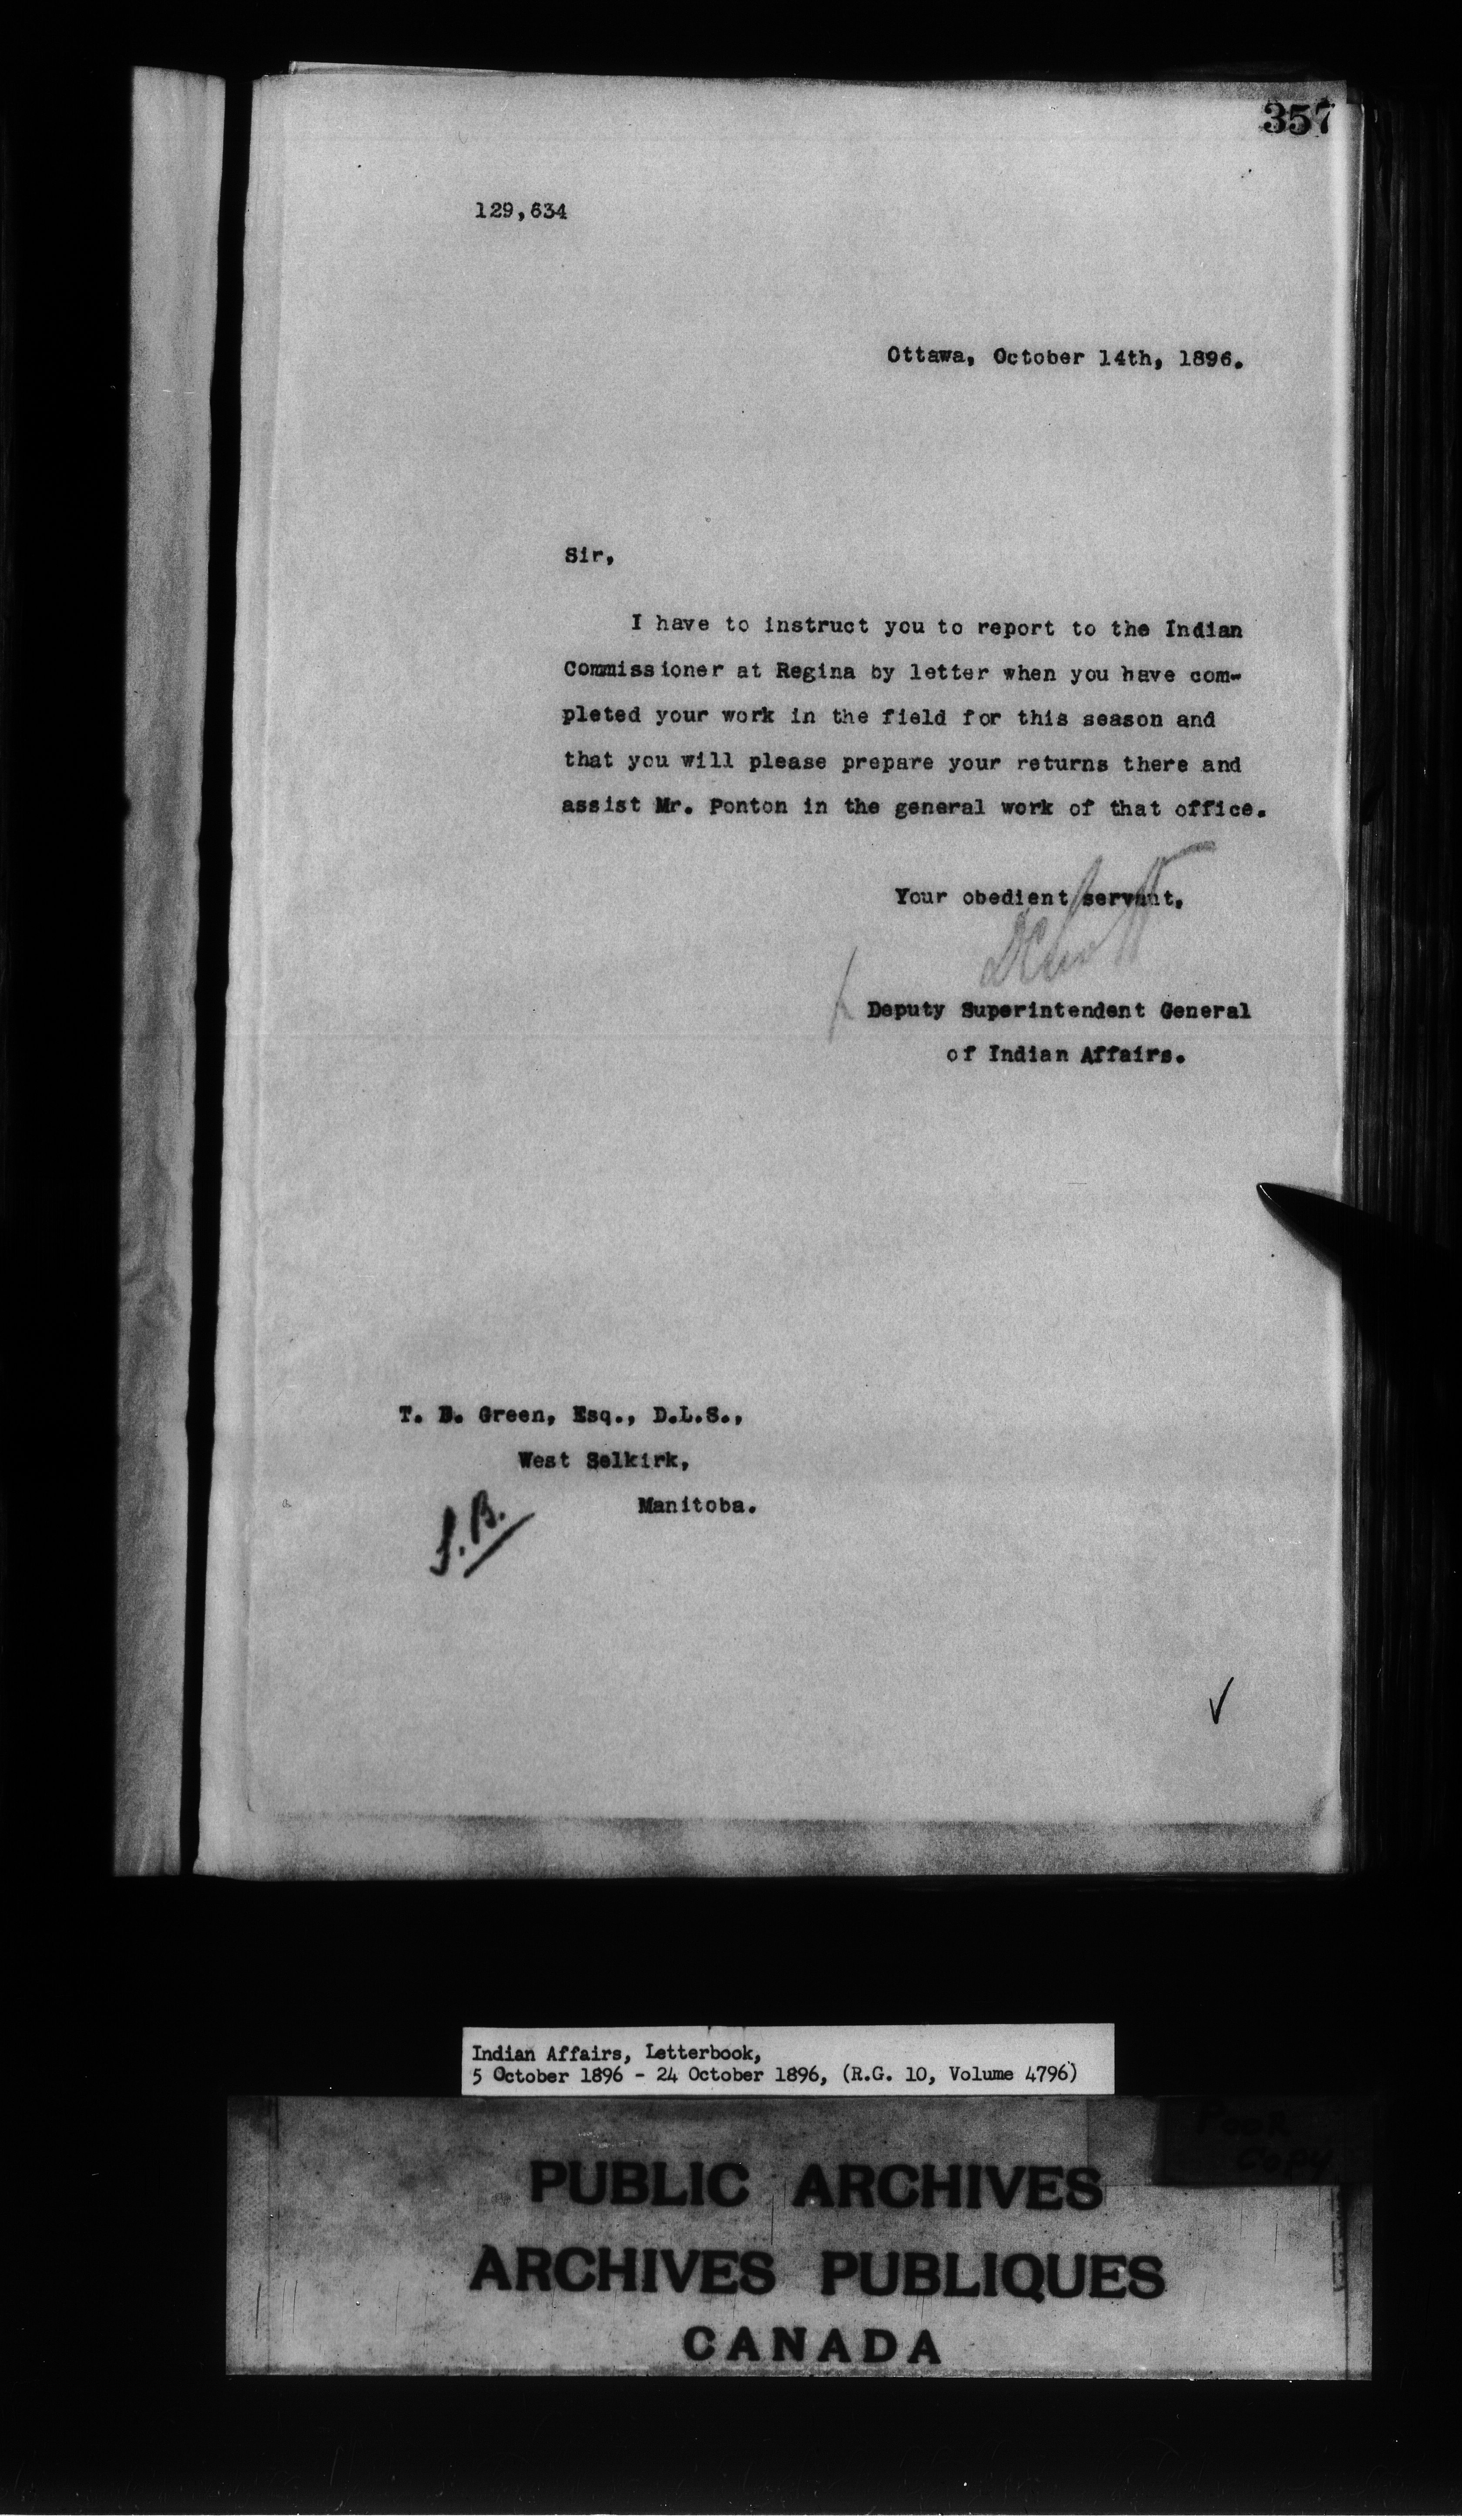 357
129,634
Ottawa, October 14th, 1896.
Sir,
I have to instruct you to report to the Indian
Commissioner at Regina by letter when you have com-
pleted your work in the field for this season and
that you will please prepare your returns there and
assist Mr. Ponton in the general work of that office.
Your obedient servant,
Deputy Superintendent General
of Indian Affairs.
T. D. Green, Esq., D.L.S.,
West Selkirk,
Manitoba.
Indian Affairs, Letterbook,
5 October 1896 - 24 October 1896, (R.G. 10, Volume 4796)
Poor
Copy
PUBLIC ARCHIVES
ARCHIVES PUBLIQUES
CANADA